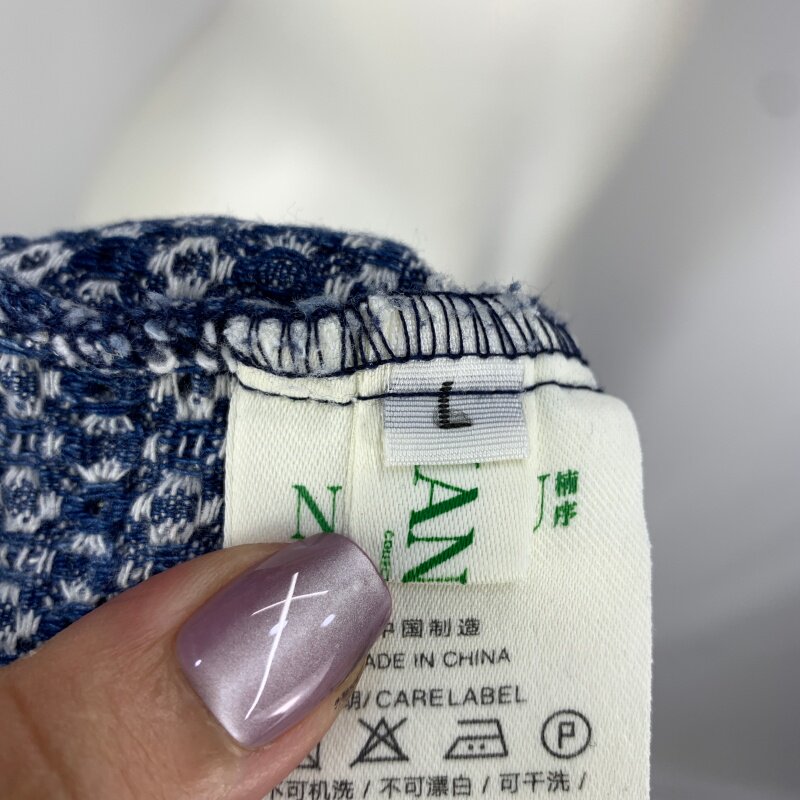 L
N
AN
U 楠序
中国制造
MADE IN CHINA
/ CARE LABEL
P
不可机洗 / 不可漂白 / 可干洗 /